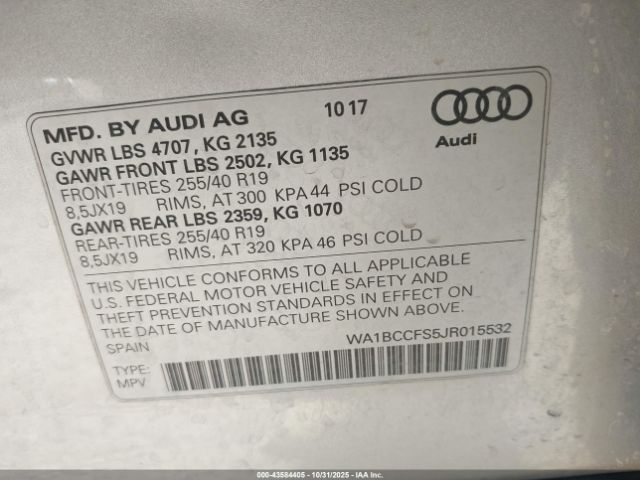 MFD. BY AUDI AG 10 17
Audi
GVWR LBS 4707, KG 2135
GAWR FRONT LBS 2502, KG 1135
FRONT-TIRES 255/40 R19
8,5JX19 RIMS, AT 300 KPA 44 PSI COLD
GAWR REAR LBS 2359, KG 1070
REAR-TIRES 255/40 R19
8,5JX19 RIMS, AT 320 KPA 46 PSI COLD
THIS VEHICLE CONFORMS TO ALL APPLICABLE
U.S. FEDERAL MOTOR VEHICLE SAFETY AND
THEFT PREVENTION STANDARDS IN EFFECT ON
THE DATE OF MANUFACTURE SHOWN ABOVE.
SPAIN
WA1BCCFS5JR015532
TYPE:
MPV
000-43584405 - 10/31/2025 - IAAI.COM